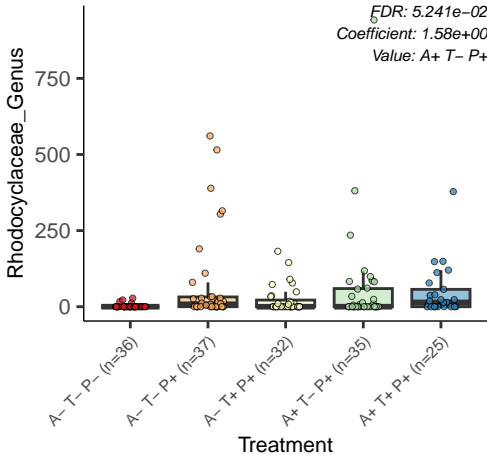 FDR: 5.241e−02
Coefficient: 1.58e+00
Value: A+ T− P+
Rhodocyclaceae_Genus
750
500
250
0
A− T− P− (n=36)
A− T− P+ (n=37)
A− T+ P+ (n=32)
A+ T− P+ (n=35)
A+ T+ P+ (n=25)
Treatment